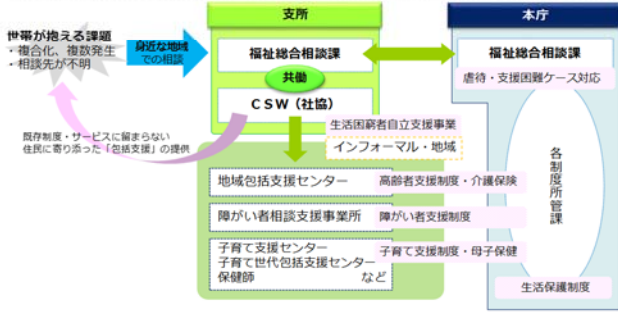 支所
本庁
世帯が抱える課題
・複合化、複数発生
・相談先が不明
身近な地域
での相談
福祉総合相談課
共働
CSW（社協）
福祉総合相談課
虐待・支援困難ケース対応
既存制度・サービスに留まらない
住民に寄り添った「包括支援」の提供
生活困窮者自立支援事業
インフォーマル・地域
地域包括支援センター
高齢者支援制度・介護保険
障がい者相談支援事業所
障がい者支援制度
子育て支援センター
子育て世代包括支援センター
保健師　など
子育て支援制度・母子保健
各制度所管課
生活保護制度